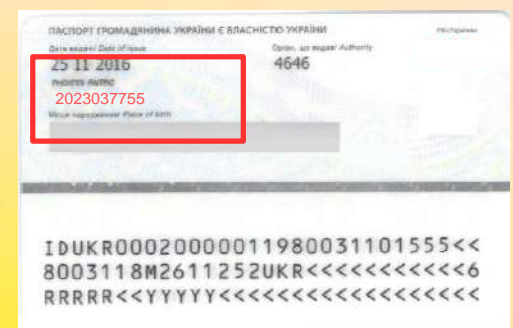 ПАСПОРТ ГРОМАДЯНИНА УКРАЇНИ Є ВЛАСНІСТЮ УКРАЇНИ
Дата видачі/ Date of issue
Орган, що видав/ Authority
25 11 2016
4646
2023037755
Місце народження/ Place of birth
IDUKR0002000001198003110155<<
8003118M2611252UKR<<<<<<<<<<<6
RRRRR<<YYYYY<<<<<<<<<<<<<<<<<<